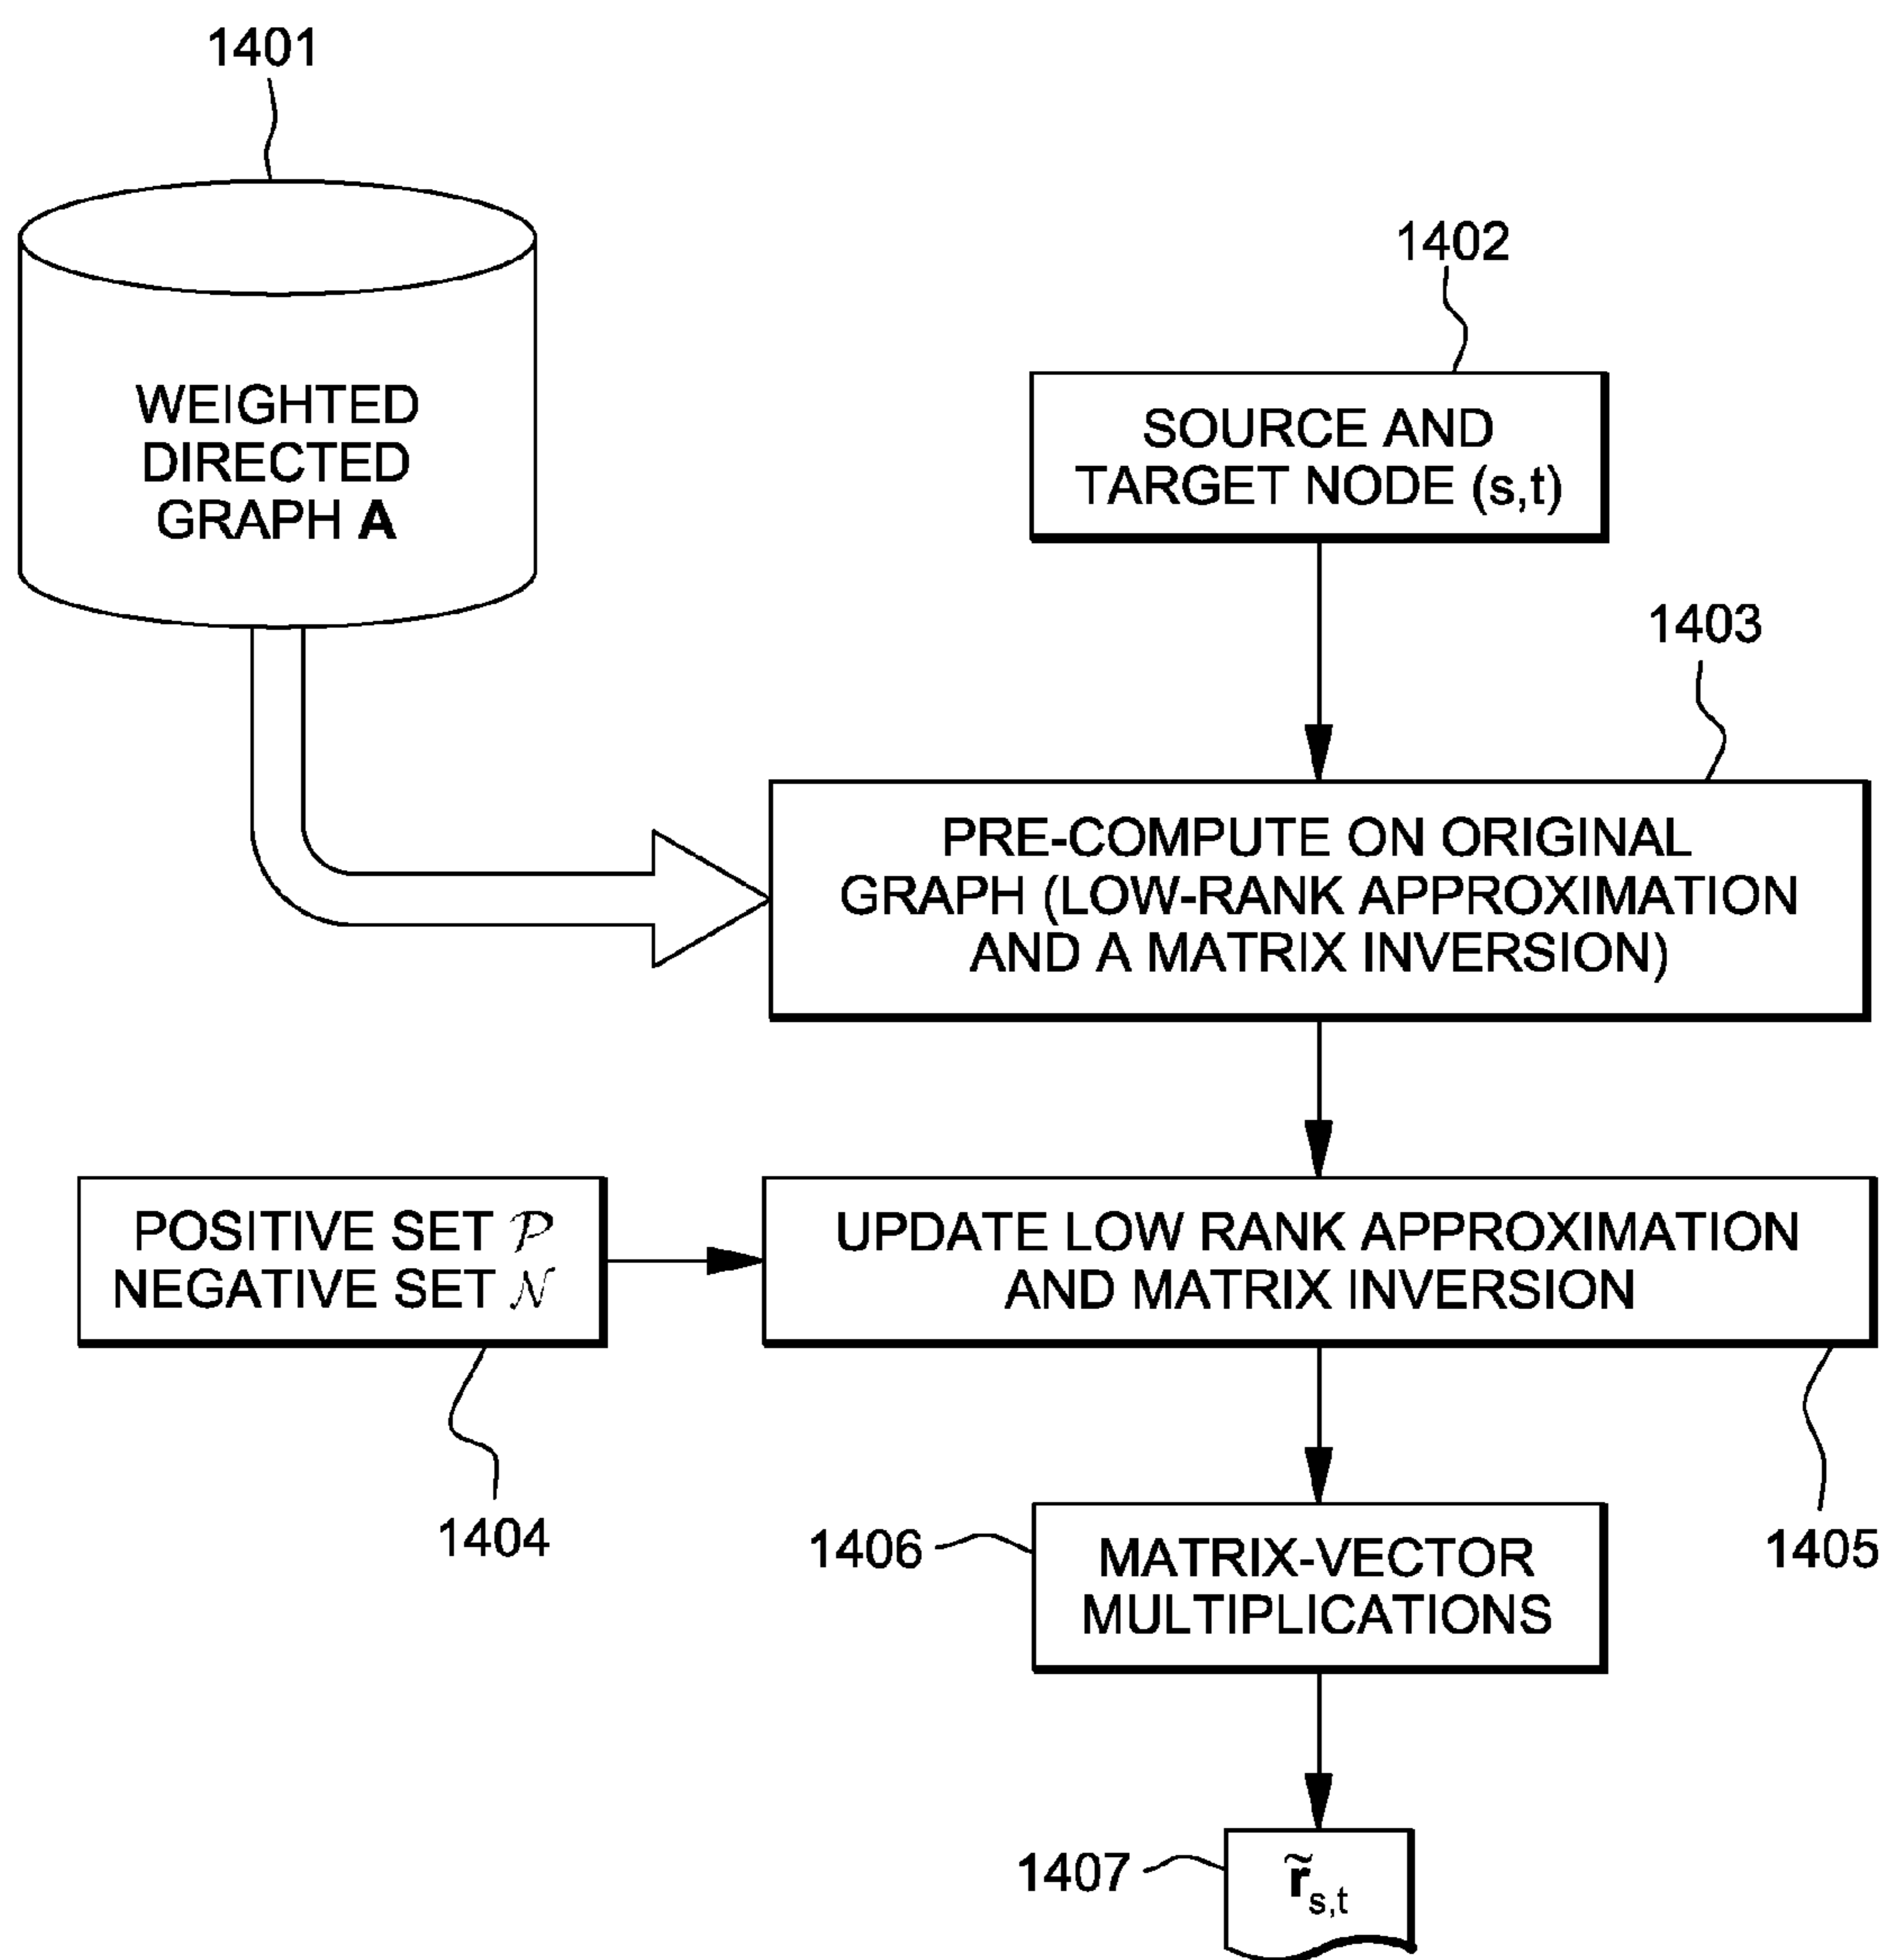 1401
WEIGHTED
DIRECTED
GRAPH A
1402
SOURCE AND
TARGET NODE (s,t)
1403
PRE-COMPUTE ON ORIGINAL
GRAPH (LOW-RANK APPROXIMATION
AND A MATRIX INVERSION)
POSITIVE SET 𝒫
NEGATIVE SET 𝒩
1404
UPDATE LOW RANK APPROXIMATION
AND MATRIX INVERSION
1405
1406
MATRIX-VECTOR
MULTIPLICATIONS
1407
r̃s,t